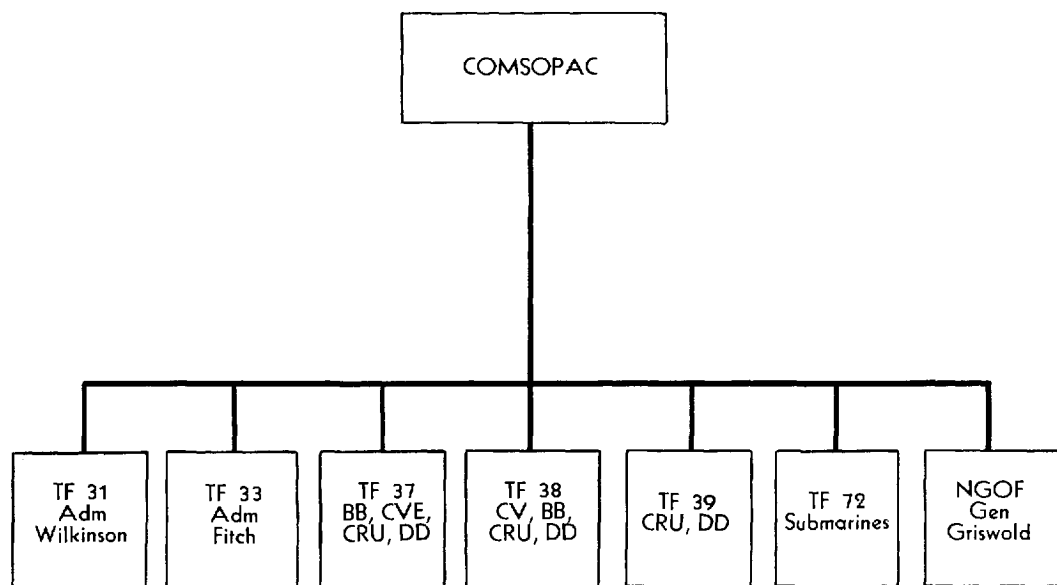 COMSOPAC
TF 31
Adm
Wilkinson
TF 33
Adm
Fitch
TF 37
BB, CVE,
CRU, DD
TF 38
CV, BB,
CRU, DD
TF 39
CRU, DD
TF 72
Submarines
NGOF
Gen
Griswold